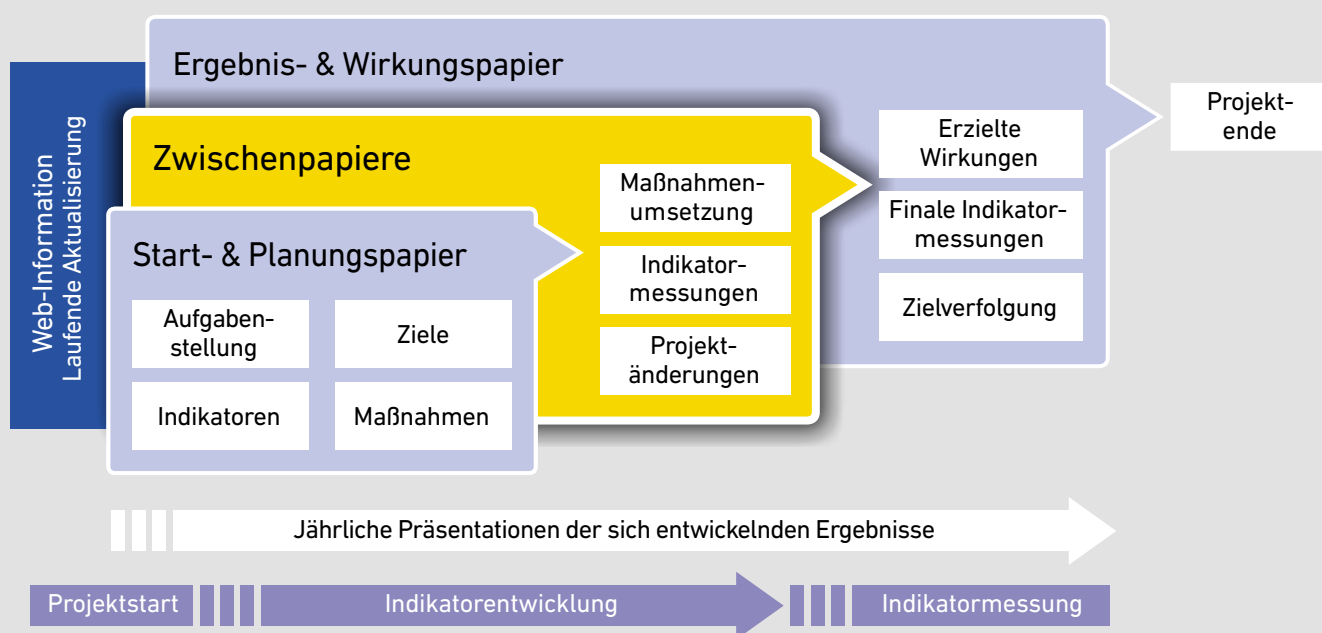 Ergebnis- & Wirkungspapier
Projekt-
ende
Web-Information
Laufende Aktualisierung
Zwischenpapiere
Erzielte
Wirkungen
Maßnahmen-
umsetzung
Finale Indikator-
messungen
Start- & Planungspapier
Indikator-
messungen
Zielverfolgung
Aufgaben-
stellung
Ziele
Projekt-
änderungen
Indikatoren
Maßnahmen
Jährliche Präsentationen der sich entwickelnden Ergebnisse
Projektstart
Indikatorentwicklung
Indikatormessung